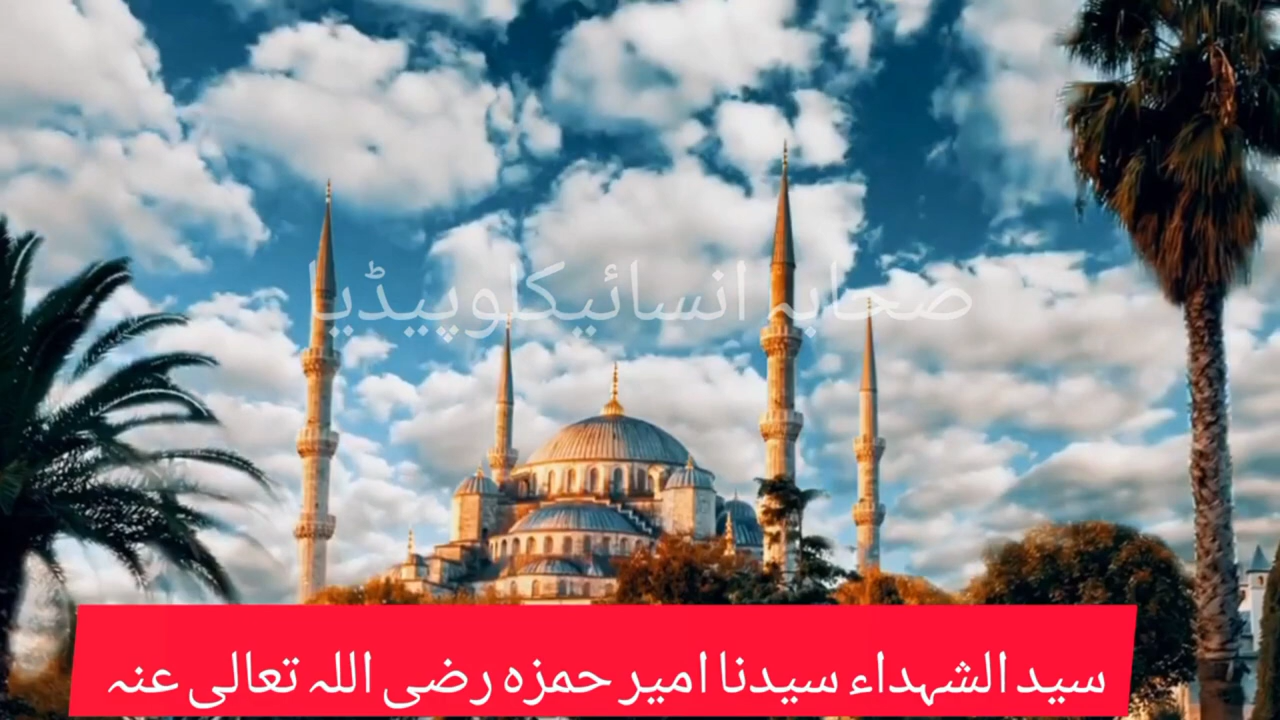 صحابہ انسائیکلوپیڈیا
سید الشہداء سیدنا امیر حمزہ رضی اللہ تعالی عنہ